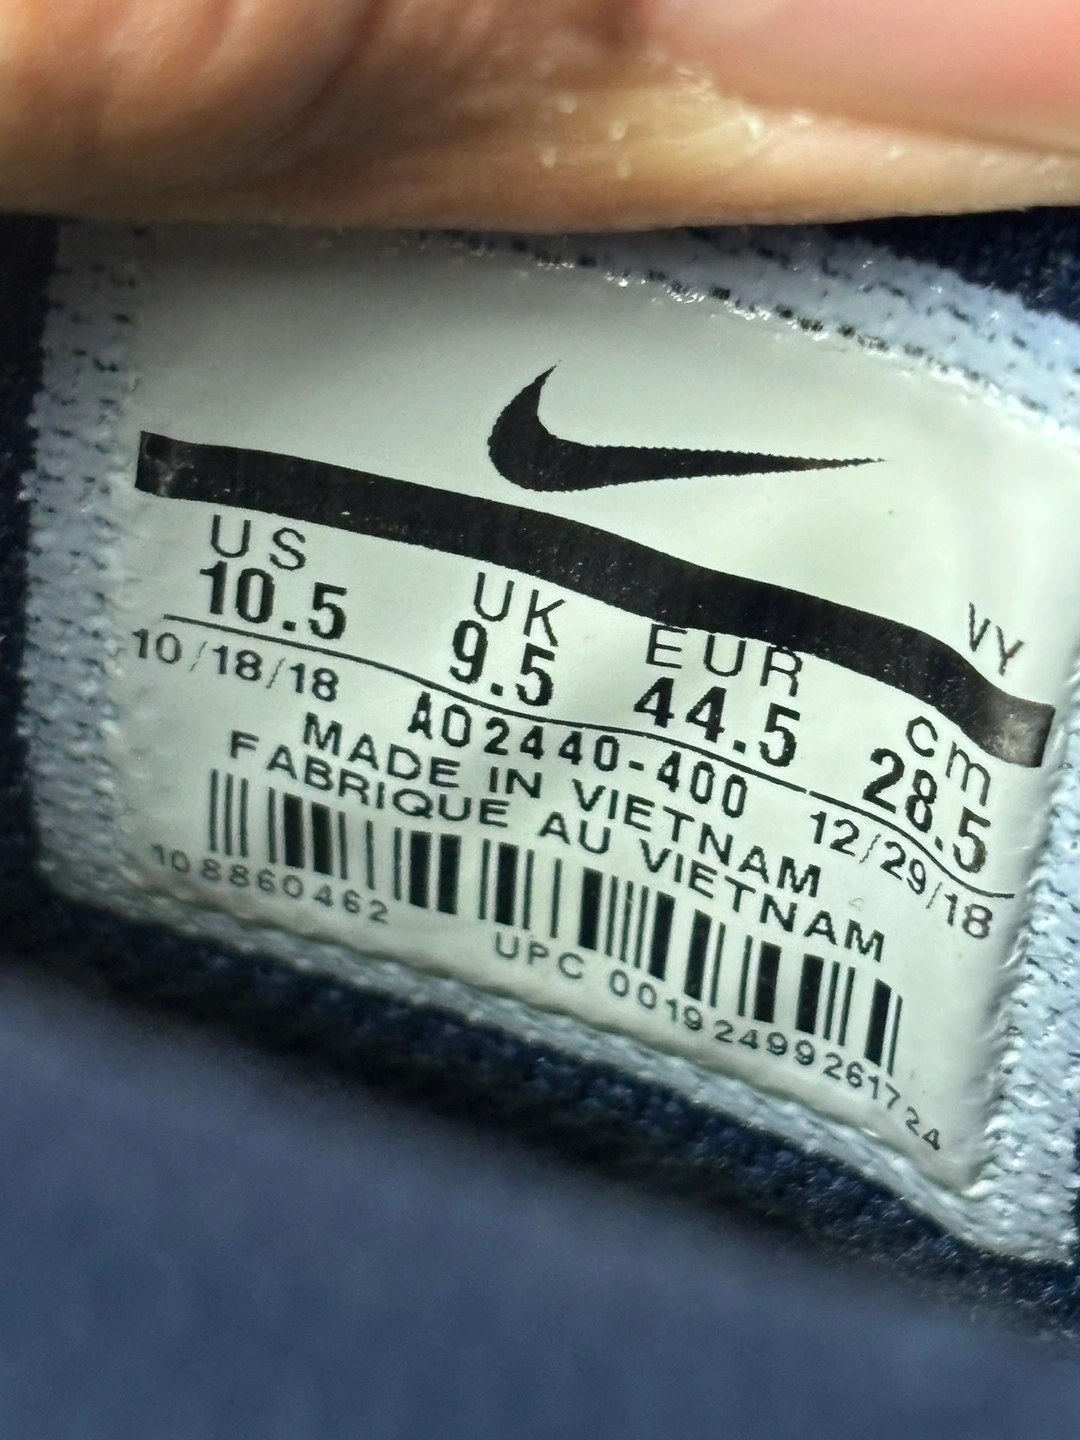 VY
US UK EUR cm
10.5 9.5 44.5 28.5
10/18/18 AO2440-400 12/29/18
MADE IN VIETNAM
FABRIQUE AU VIETNAM
108860462
UPC 00192499261724